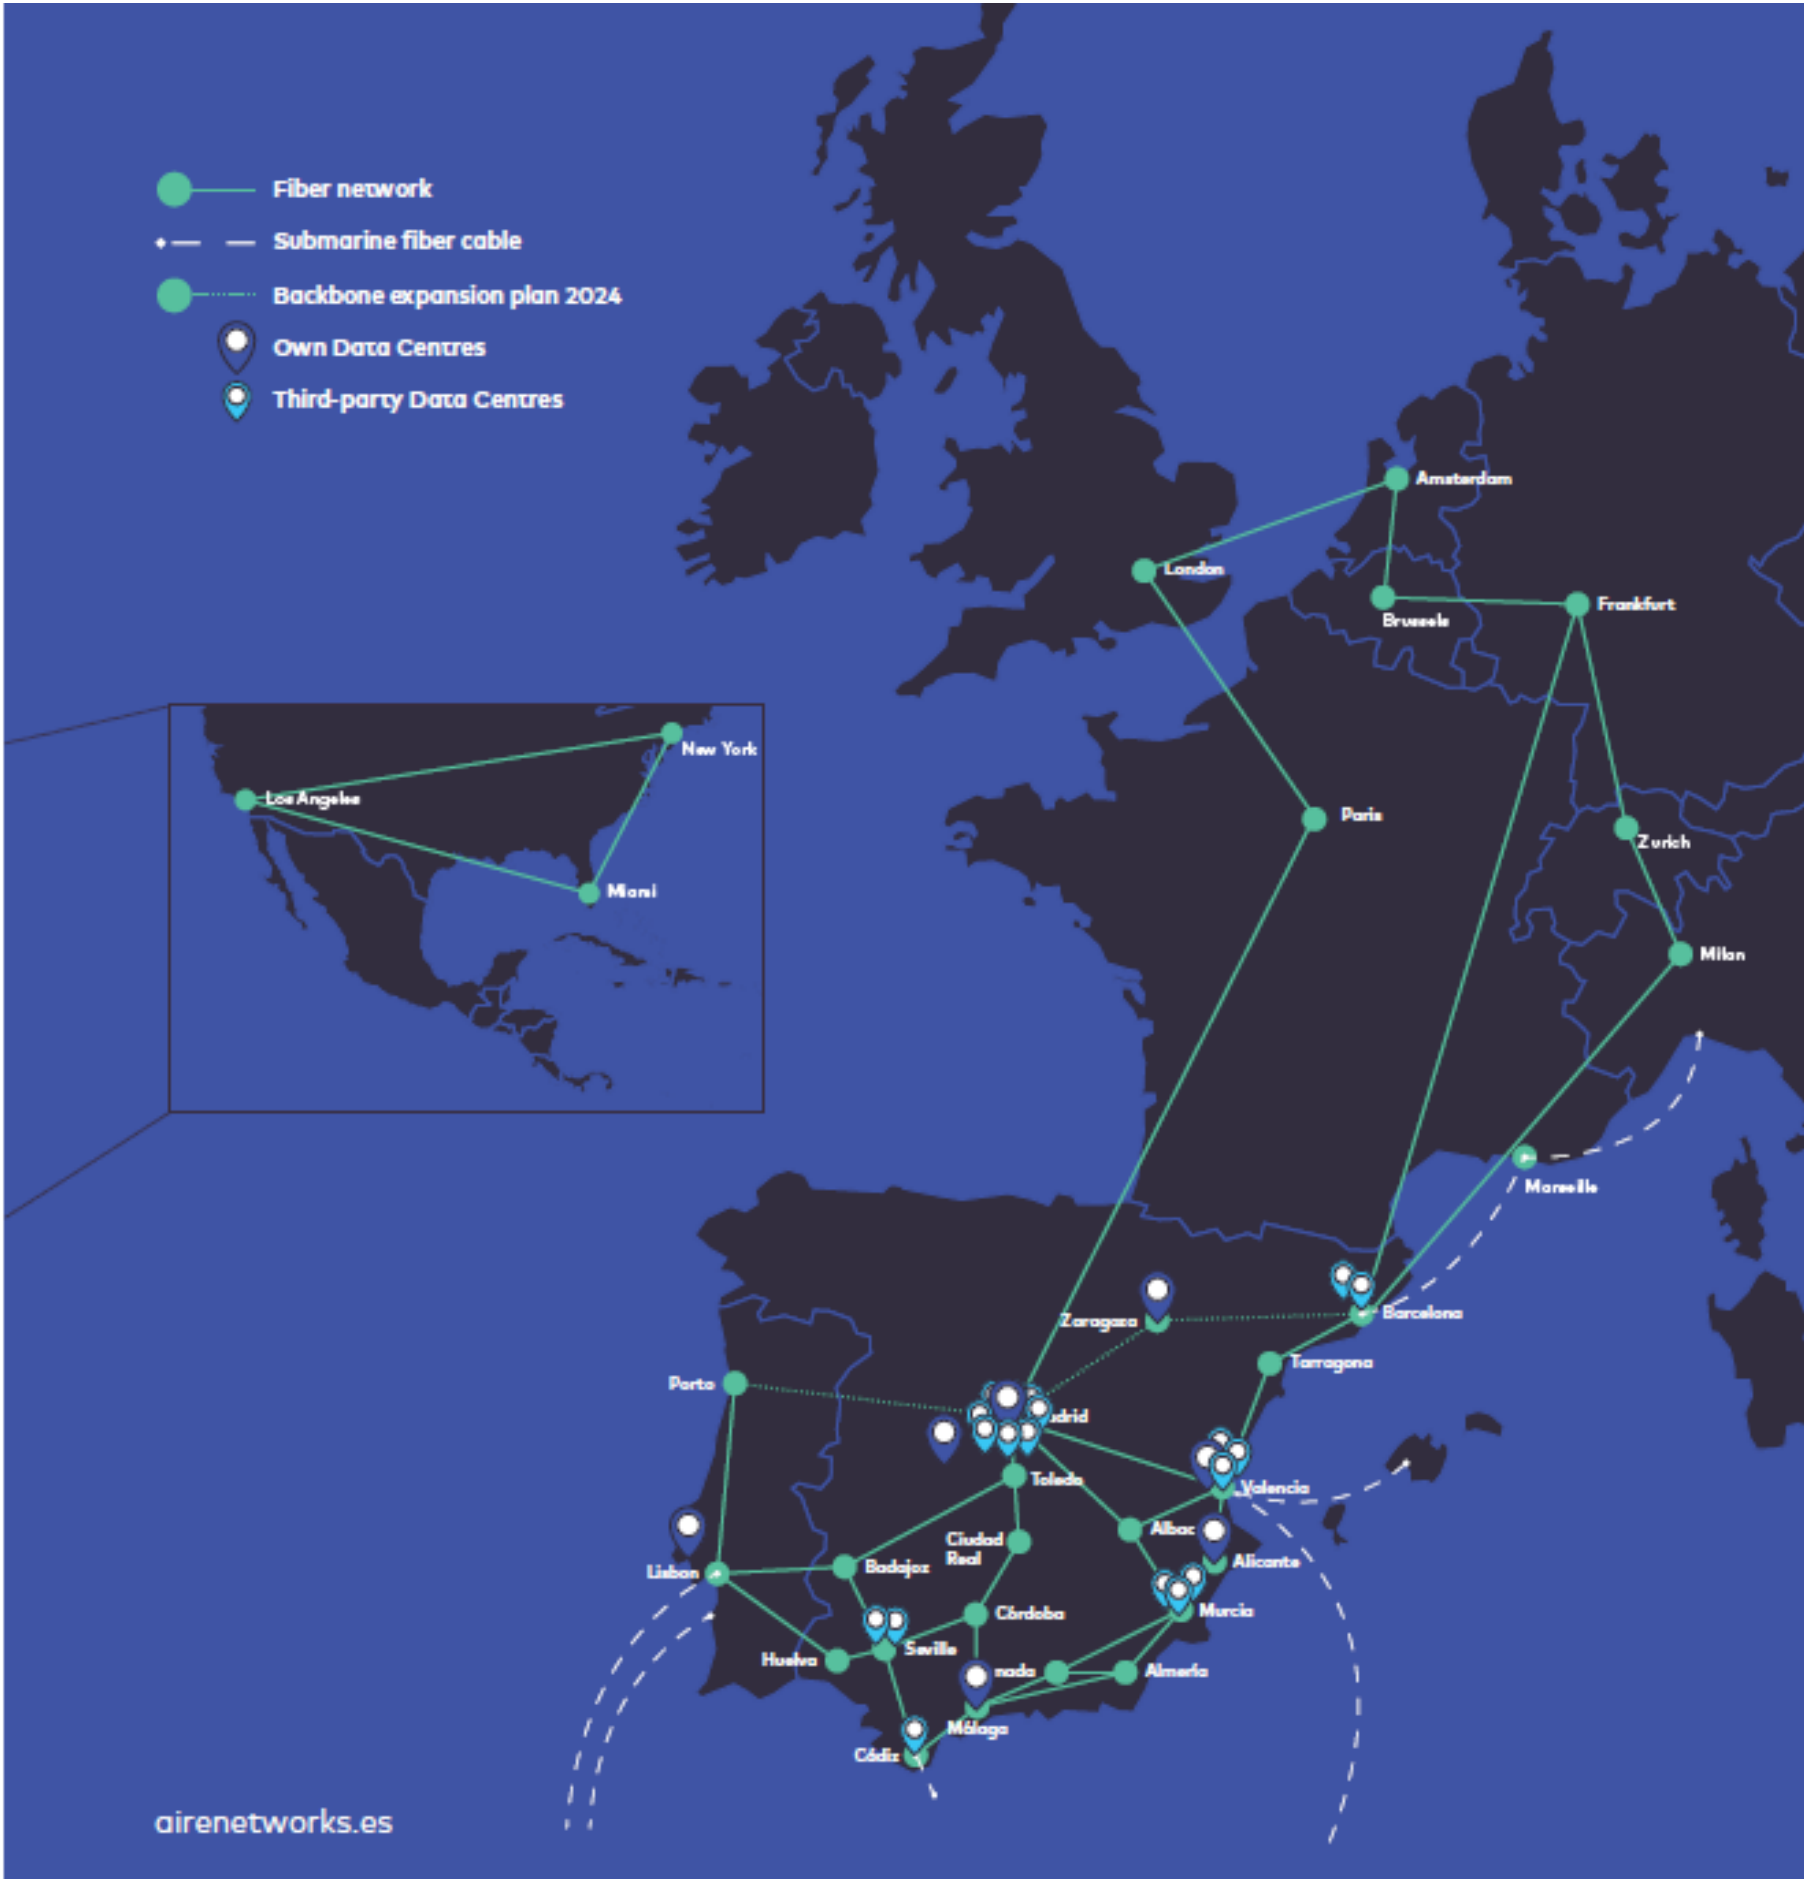 Fiber network
Submarine fiber cable
Backbone expansion plan 2024
Own Data Centres
Third-party Data Centres
Amsterdam
London
Frankfurt
Brussels
New York
Los Angeles
Miami
Paris
Zurich
Milan
Marseille
Zaragoza
Barcelona
Tarragona
Porto
drid
Toledo
Valencia
Albac
Ciudad
Real
Alicante
Badajoz
Lisbon
Murcia
Córdoba
Seville
Huelva
nada
Almería
Málaga
Cádiz
airenetworks.es